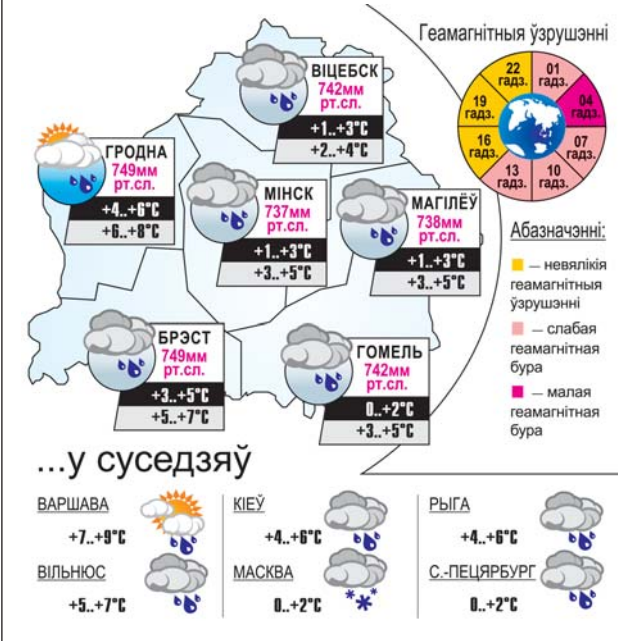 Геамагнітныя ўзрушэнні
22 гадз.
01 гадз.
04 гадз.
07 гадз.
10 гадз.
13 гадз.
16 гадз.
19 гадз.
ВІЦЕБСК
742мм
рт.сл.
+1..+3°C
+2..+4°C
ГРОДНА
749мм
рт.сл.
+4..+6°C
+6..+8°C
МІНСК
737мм
рт.сл.
+1..+3°C
+3..+5°C
МАГІЛЁЎ
738мм
рт.сл.
+1..+3°C
+3..+5°C
БРЭСТ
749мм
рт.сл.
+3..+5°C
+5..+7°C
ГОМЕЛЬ
742мм
рт.сл.
0..+2°C
+3..+5°C
Абазначэнні:
— невялікія
геамагнітныя
ўзрушэнні
— слабая
геамагнітная
бура
— малая
геамагнітная
бура
...у суседзяў
ВАРШАВА
+7..+9°C
КІЕЎ
+4..+6°C
РЫГА
+4..+6°C
ВІЛЬНЮС
+5..+7°C
МАСКВА
0..+2°C
С.-ПЕЦЯРБУРГ
0..+2°C